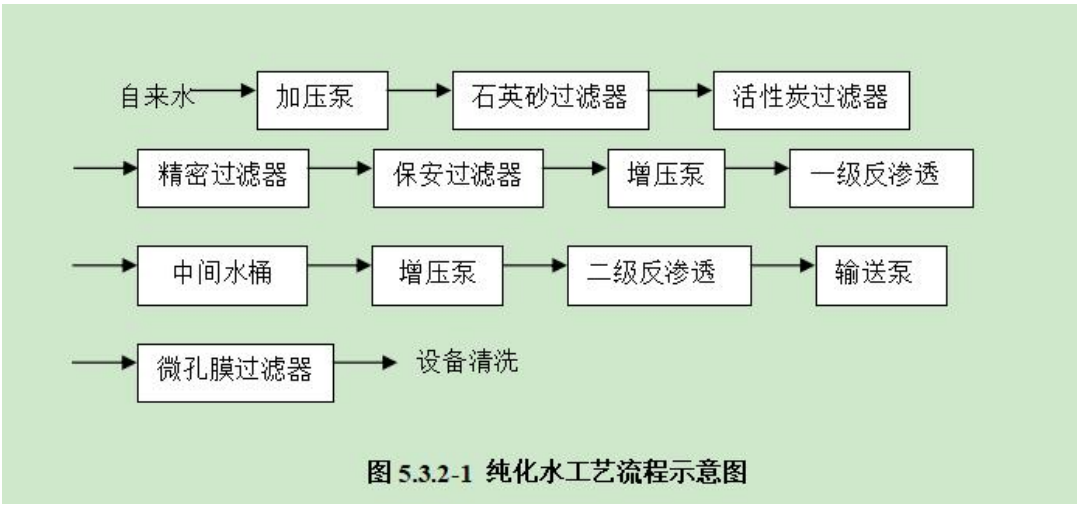 自来水 加压泵 石英砂过滤器 活性炭过滤器
精密过滤器 保安过滤器 增压泵 一级反渗透
中间水桶 增压泵 二级反渗透 输送泵
微孔膜过滤器 设备清洗
图 5.3.2-1 纯化水工艺流程示意图